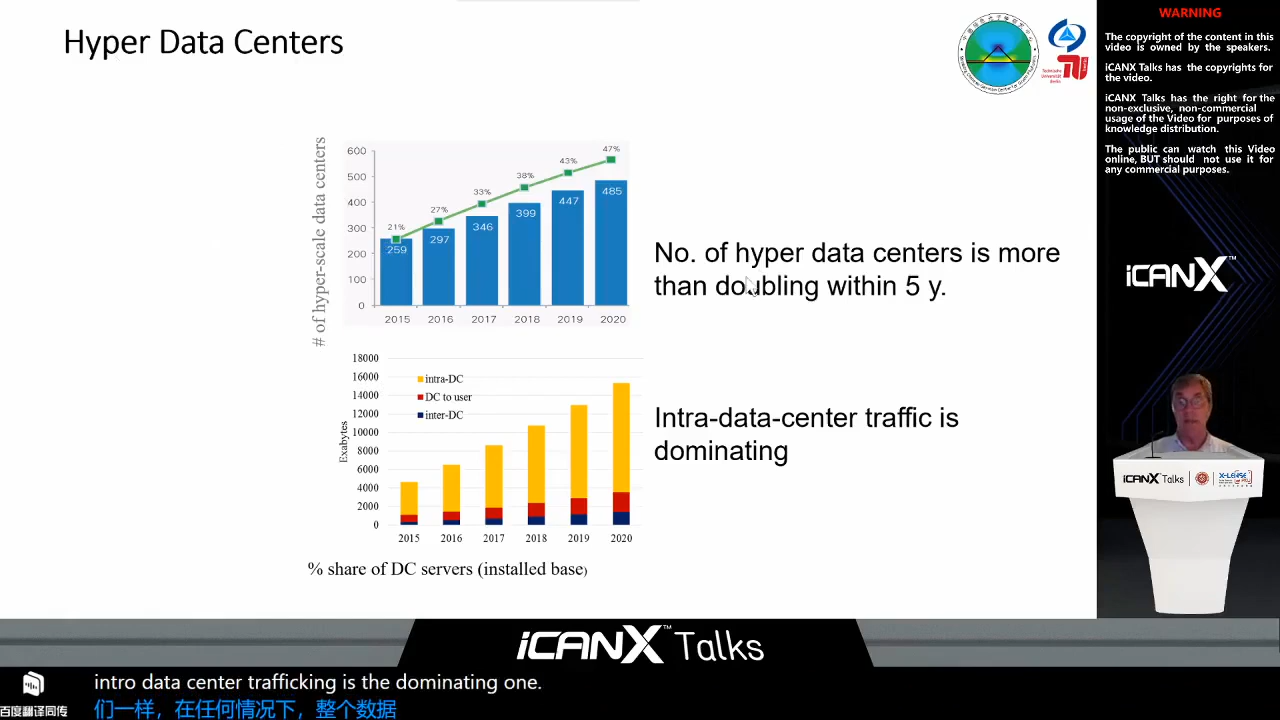 Hyper Data Centers
# of hyper-scale data centers
600
500
400
300
200
100
0
21%
27%
33%
38%
43%
47%
259
297
346
399
447
485
2015
2016
2017
2018
2019
2020
No. of hyper data centers is more
than doubling within 5 y.
Exabytes
18000
16000
14000
12000
10000
8000
6000
4000
2000
0
intra-DC
DC to user
inter-DC
2015
2016
2017
2018
2019
2020
Intra-data-center traffic is
dominating
% share of DC servers (installed base)
WARNING
The copyright of the content in this
video is owned by the speakers.
iCANX Talks has the copyrights for
the video.
iCANX Talks has the right for the
non-exclusive, non-commercial
usage of the Video for purposes of
knowledge distribution.
The public can watch this Video
online, BUT should not use it for
any commercial purposes.
iCANX™
iCANX Talks
X-LENSE
iCANX™ Talks
intro data center trafficking is the dominating one.
们一样，在任何情况下，整个数据
百度翻译同传